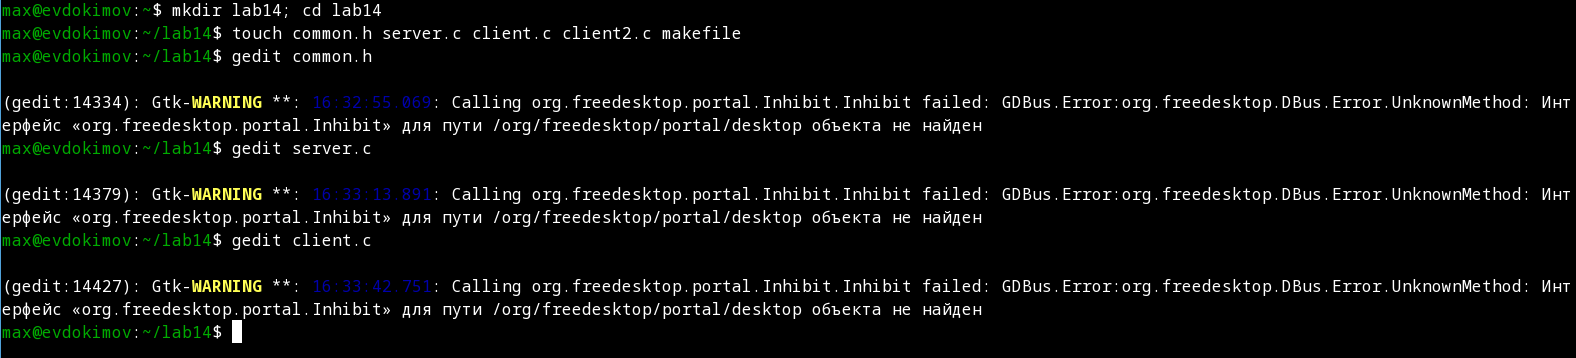 max@evdokimov:~$ mkdir lab14; cd lab14
max@evdokimov:~/lab14$ touch common.h server.c client.c client2.c makefile
max@evdokimov:~/lab14$ gedit common.h
(gedit:14334): Gtk-WARNING **: 16:32:55.069: Calling org.freedesktop.portal.Inhibit.Inhibit failed: GDBus.Error:org.freedesktop.DBus.Error.UnknownMethod: Инт
ерфейс «org.freedesktop.portal.Inhibit» для пути /org/freedesktop/portal/desktop объекта не найден
max@evdokimov:~/lab14$ gedit server.c
(gedit:14379): Gtk-WARNING **: 16:33:13.891: Calling org.freedesktop.portal.Inhibit.Inhibit failed: GDBus.Error:org.freedesktop.DBus.Error.UnknownMethod: Инт
ерфейс «org.freedesktop.portal.Inhibit» для пути /org/freedesktop/portal/desktop объекта не найден
max@evdokimov:~/lab14$ gedit client.c
(gedit:14427): Gtk-WARNING **: 16:33:42.751: Calling org.freedesktop.portal.Inhibit.Inhibit failed: GDBus.Error:org.freedesktop.DBus.Error.UnknownMethod: Инт
ерфейс «org.freedesktop.portal.Inhibit» для пути /org/freedesktop/portal/desktop объекта не найден
max@evdokimov:~/lab14$